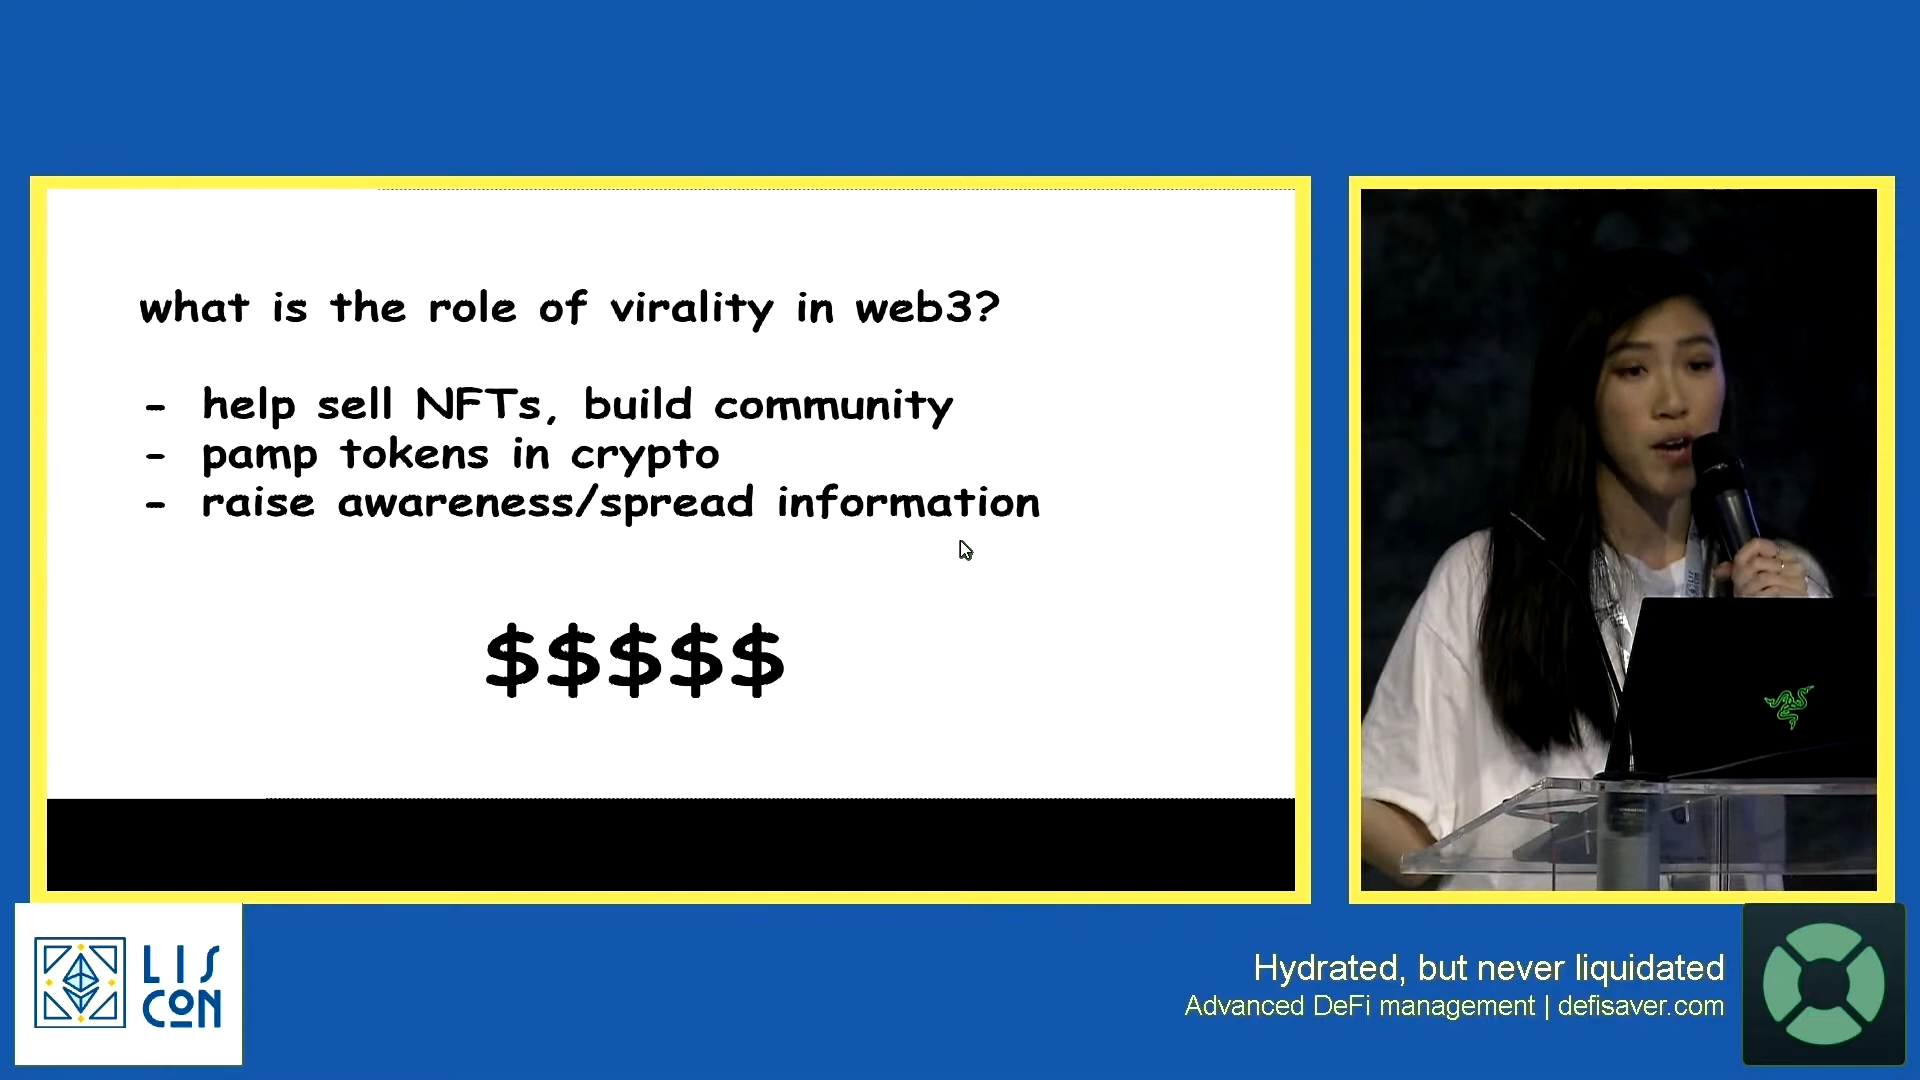 what is the role of virality in web3?
- help sell NFTs, build community
- pamp tokens in crypto
- raise awareness/spread information
$$$$$
LIS
CON
Hydrated, but never liquidated
Advanced DeFi management | defisaver.com